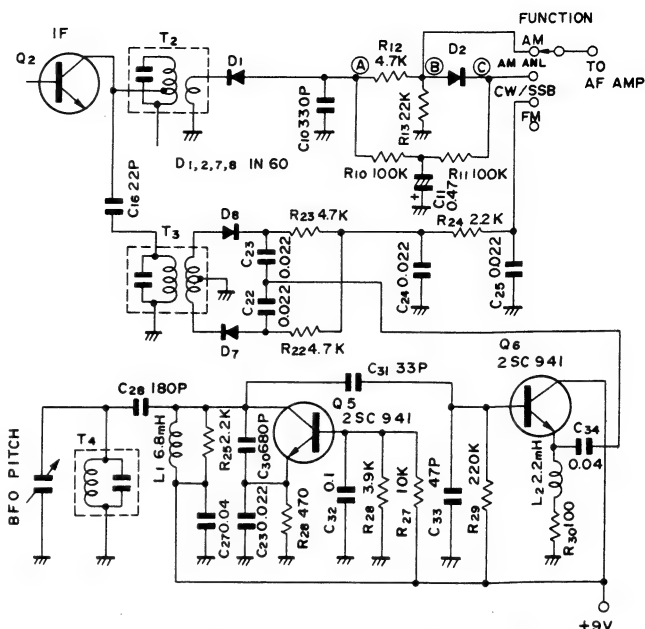 FUNCTION
IF
Q2
T2
D1
A
R12
4.7K
B
D2
C
AM
AM ANL
CW/SSB
FM
TO
AF AMP
C10 330P
R13 22K
R10 100K
R11 100K
C11
0.47
+
D1,2,7,8 IN 60
C16 22P
T3
D8
R23 4.7K
C23
0.022
C22
0.022
R22 4.7K
D7
R24 2.2K
C24
0.022
C25
0.022
Q6
2SC 941
C31 33P
C28 180P
BFO PITCH
T4
L1 6.8mH
R25 2.2K
C30 680P
Q5
2SC 941
C27 0.04
C23 0.022
R28 470
C32
0.1
R28
3.9K
R27
10K
C33
47P
R29
220K
L2 2.2mH
R30 100
C34
0.04
+9V